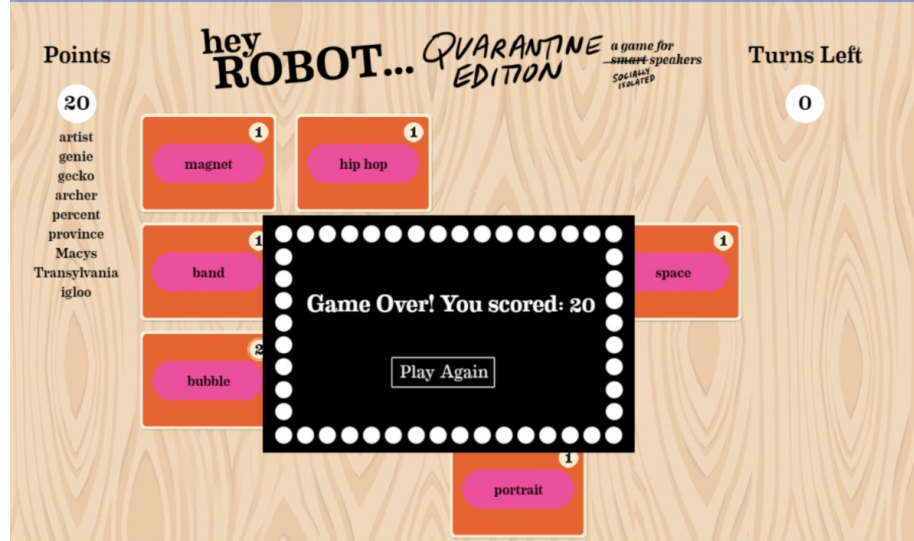 Points
20
artist
genie
gecko
archer
percent
province
Macys
Transylvania
igloo
hey
ROBOT...
QUARANTINE
EDITION
a game for
smart speakers
SOCIALLY
ISOLATED
Turns Left
0
1
magnet
1
hip hop
1
band
1
space
2
bubble
Game Over! You scored: 20
Play Again
1
portrait